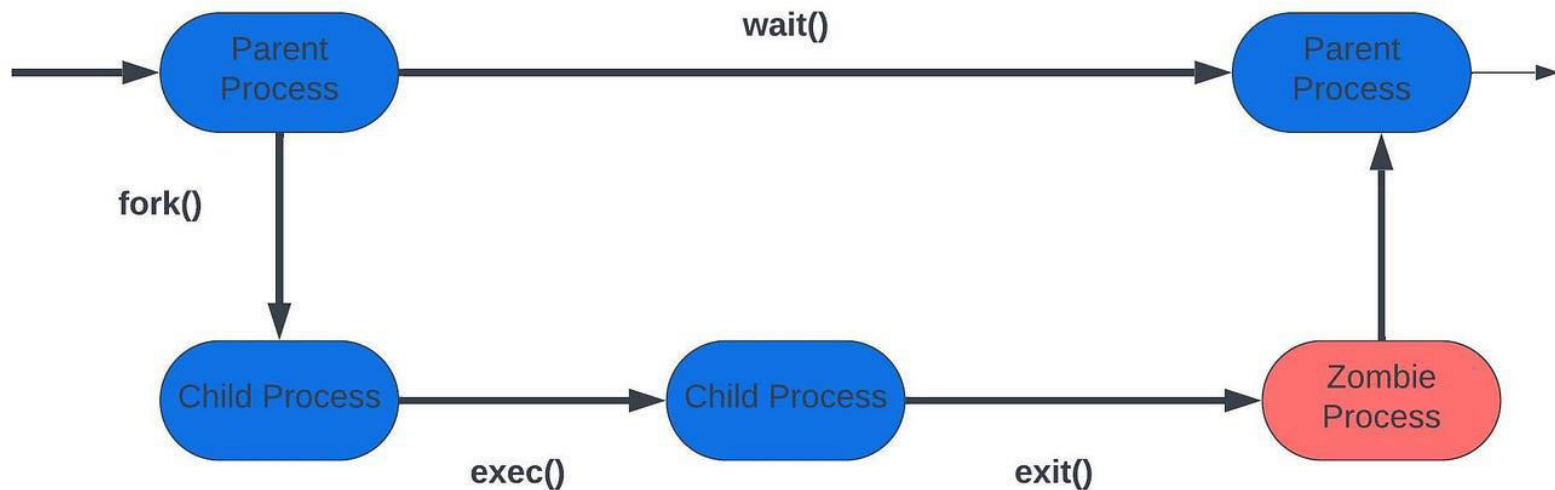 wait()
Parent
Process
Parent
Process
fork()
Child Process
Child Process
Zombie
Process
exec()
exit()